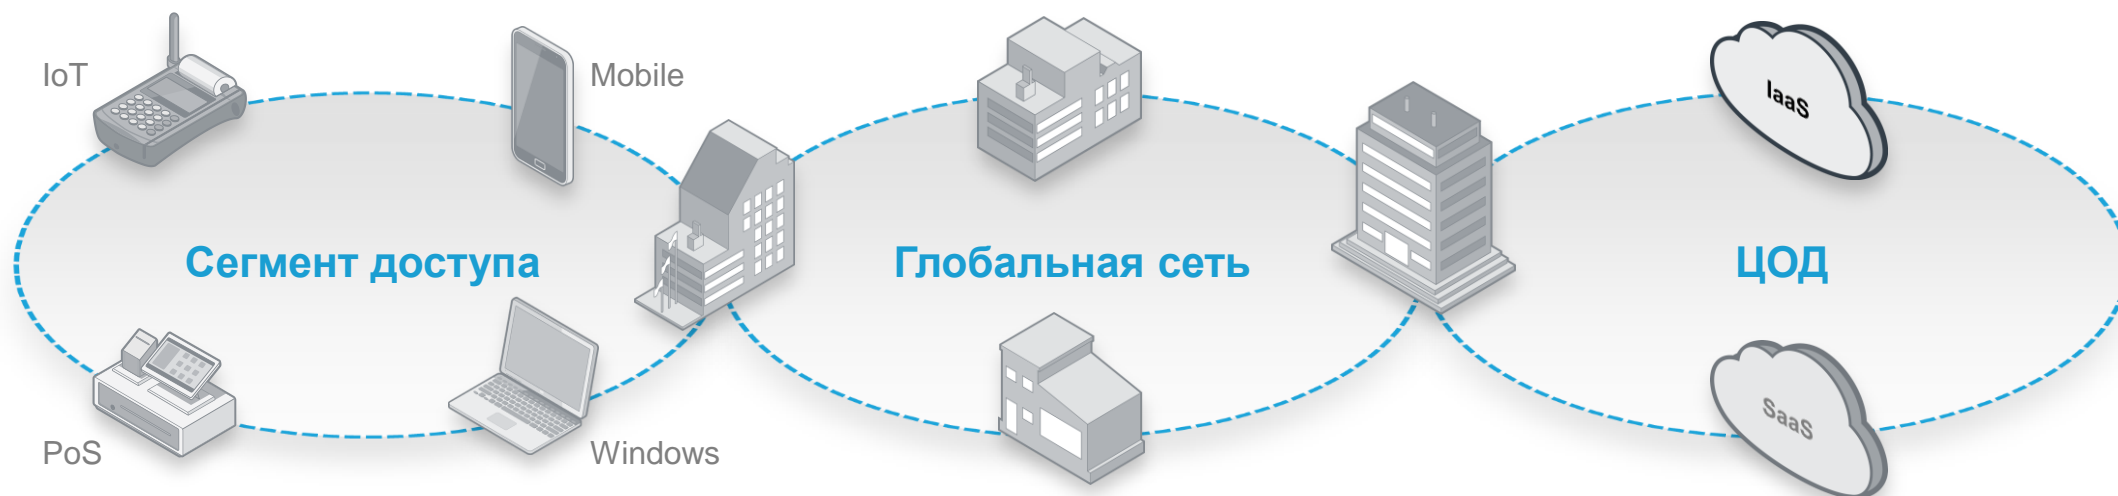 IoT
Mobile
IaaS
Сегмент доступа
Глобальная сеть
ЦОД
PoS
Windows
SaaS